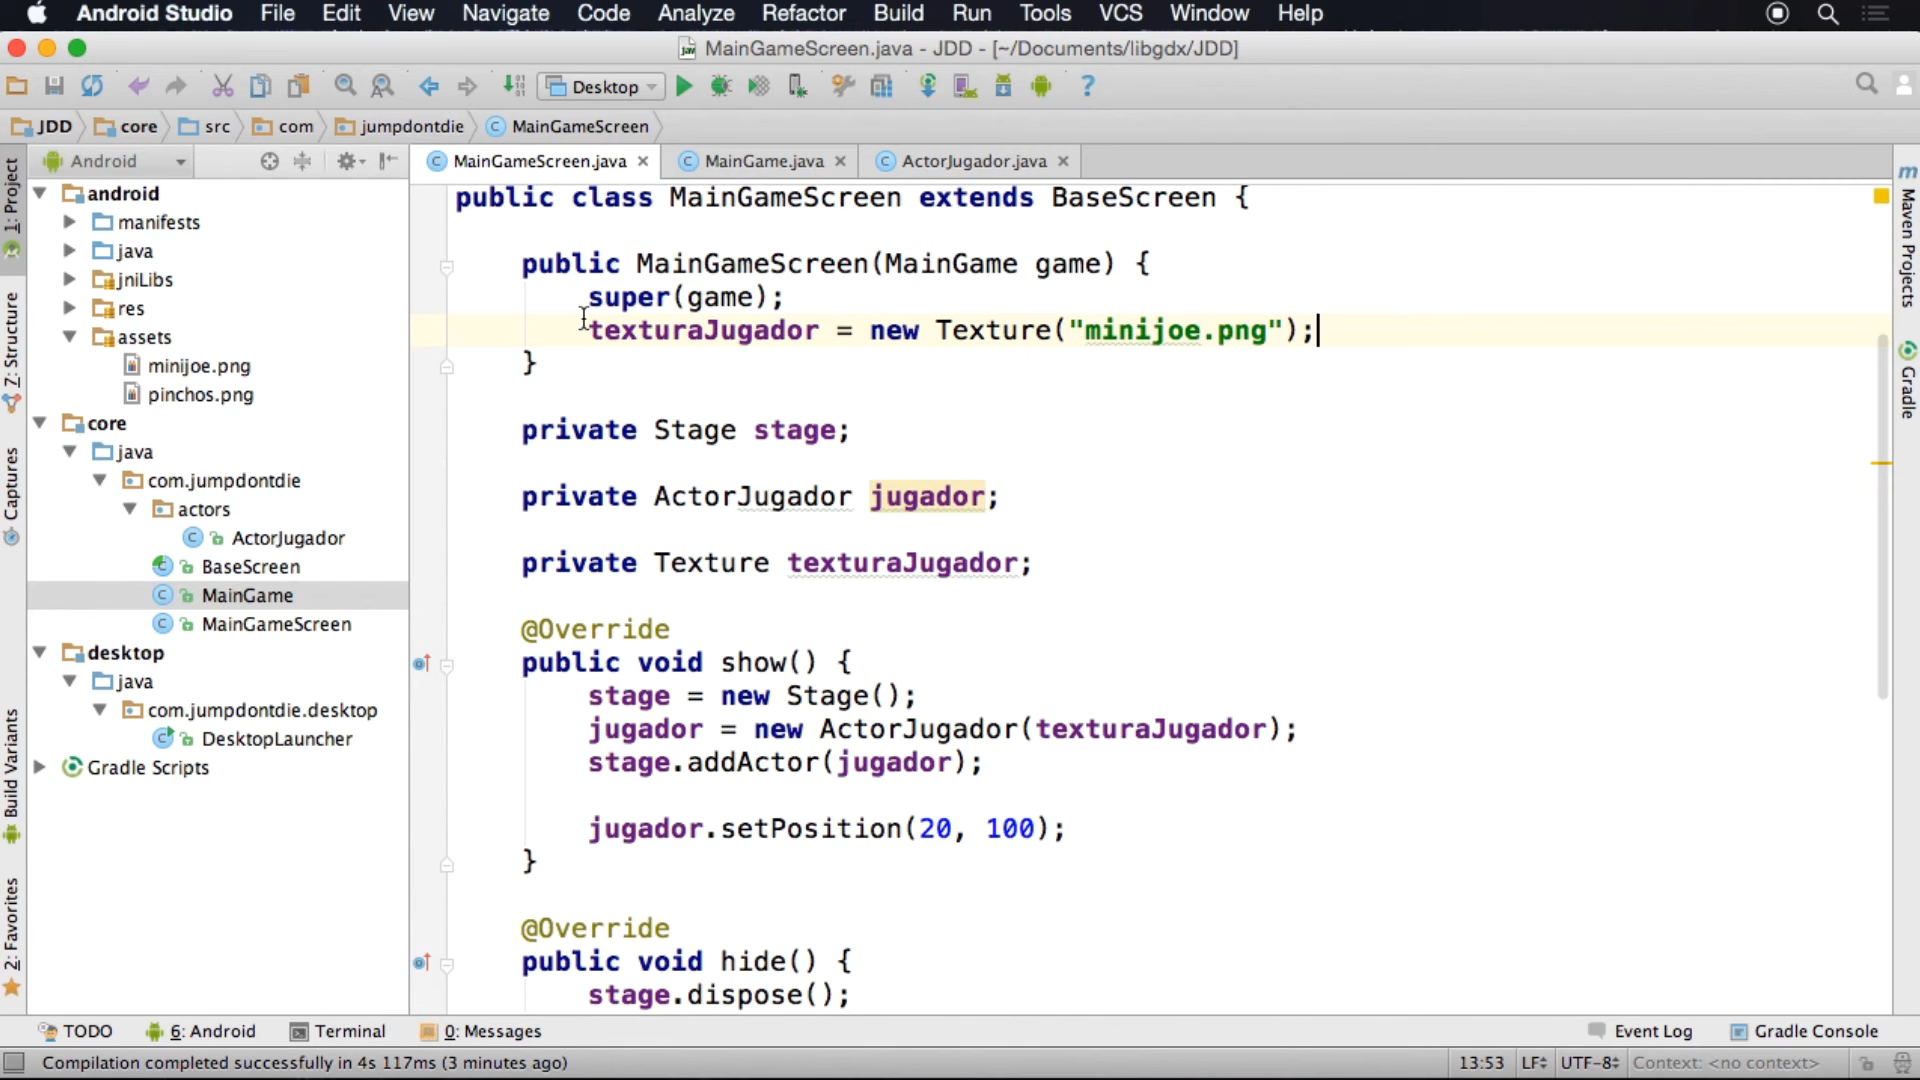 Android Studio File Edit View Navigate Code Analyze Refactor Build Run Tools VCS Window Help
MainGameScreen.java - JDD - [~/Documents/libgdx/JDD]
Desktop
JDD core src com jumpdontdie MainGameScreen
Android
MainGameScreen.java MainGame.java ActorJugador.java
1: Project
7: Structure
Captures
Build Variants
2: Favorites
android
manifests
java
jniLibs
res
assets
minijoe.png
pinchos.png
core
java
com.jumpdontdie
actors
ActorJugador
BaseScreen
MainGame
MainGameScreen
desktop
java
com.jumpdontdie.desktop
DesktopLauncher
Gradle Scripts
public class MainGameScreen extends BaseScreen {
public MainGameScreen(MainGame game) {
super(game);
texturaJugador = new Texture("minijoe.png");
}
private Stage stage;
private ActorJugador jugador;
private Texture texturaJugador;
@Override
public void show() {
stage = new Stage();
jugador = new ActorJugador(texturaJugador);
stage.addActor(jugador);
jugador.setPosition(20, 100);
}
@Override
public void hide() {
stage.dispose();
Maven Projects
Gradle
TODO 6: Android Terminal 0: Messages Event Log Gradle Console
Compilation completed successfully in 4s 117ms (3 minutes ago) 13:53 LF UTF-8 Context: <no context>